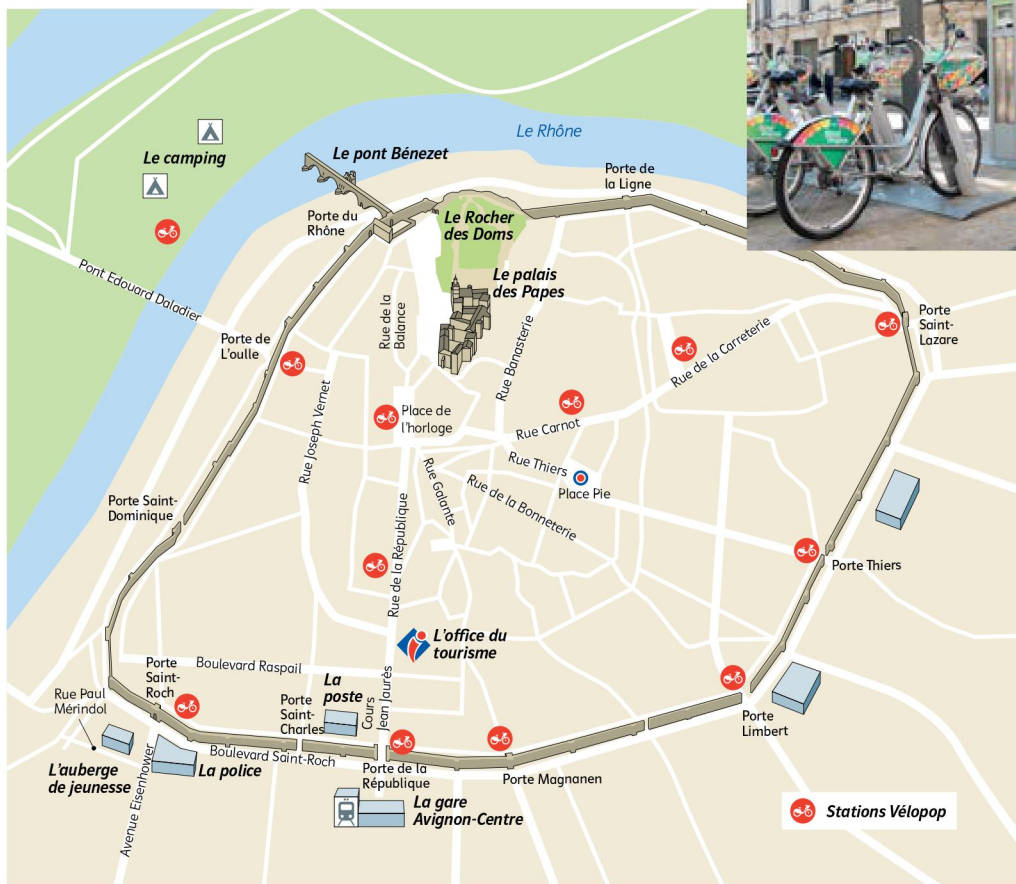 Le Rhône
Le camping
Le pont Bénezet
Porte de
la Ligne
Porte du
Rhône
Le Rocher
des Doms
Pont Edouard Daladier
Le palais
des Papes
Porte de
L'oulle
Rue de la
Balance
Rue Banasterie
Porte
Saint-
Lazare
Rue de la Carreterie
Rue Joseph Vernet
Place de
l'horloge
Rue Carnot
Rue Thiers
Place Pie
Rue Galante
Rue de la Bonneterie
Porte Saint-
Dominique
Rue de la République
Porte Thiers
L'office du
tourisme
Boulevard Raspail
Porte
Saint-
Roch
La
poste
Cours
Jean Jaurès
Rue Paul
Mérindol
Porte
Saint-
Charles
Porte
Limbert
L'auberge
de jeunesse
Avenue Eisenhower
La police
Boulevard Saint-Roch
Porte de la
République
Porte Magnanen
La gare
Avignon-Centre
Stations Vélopop